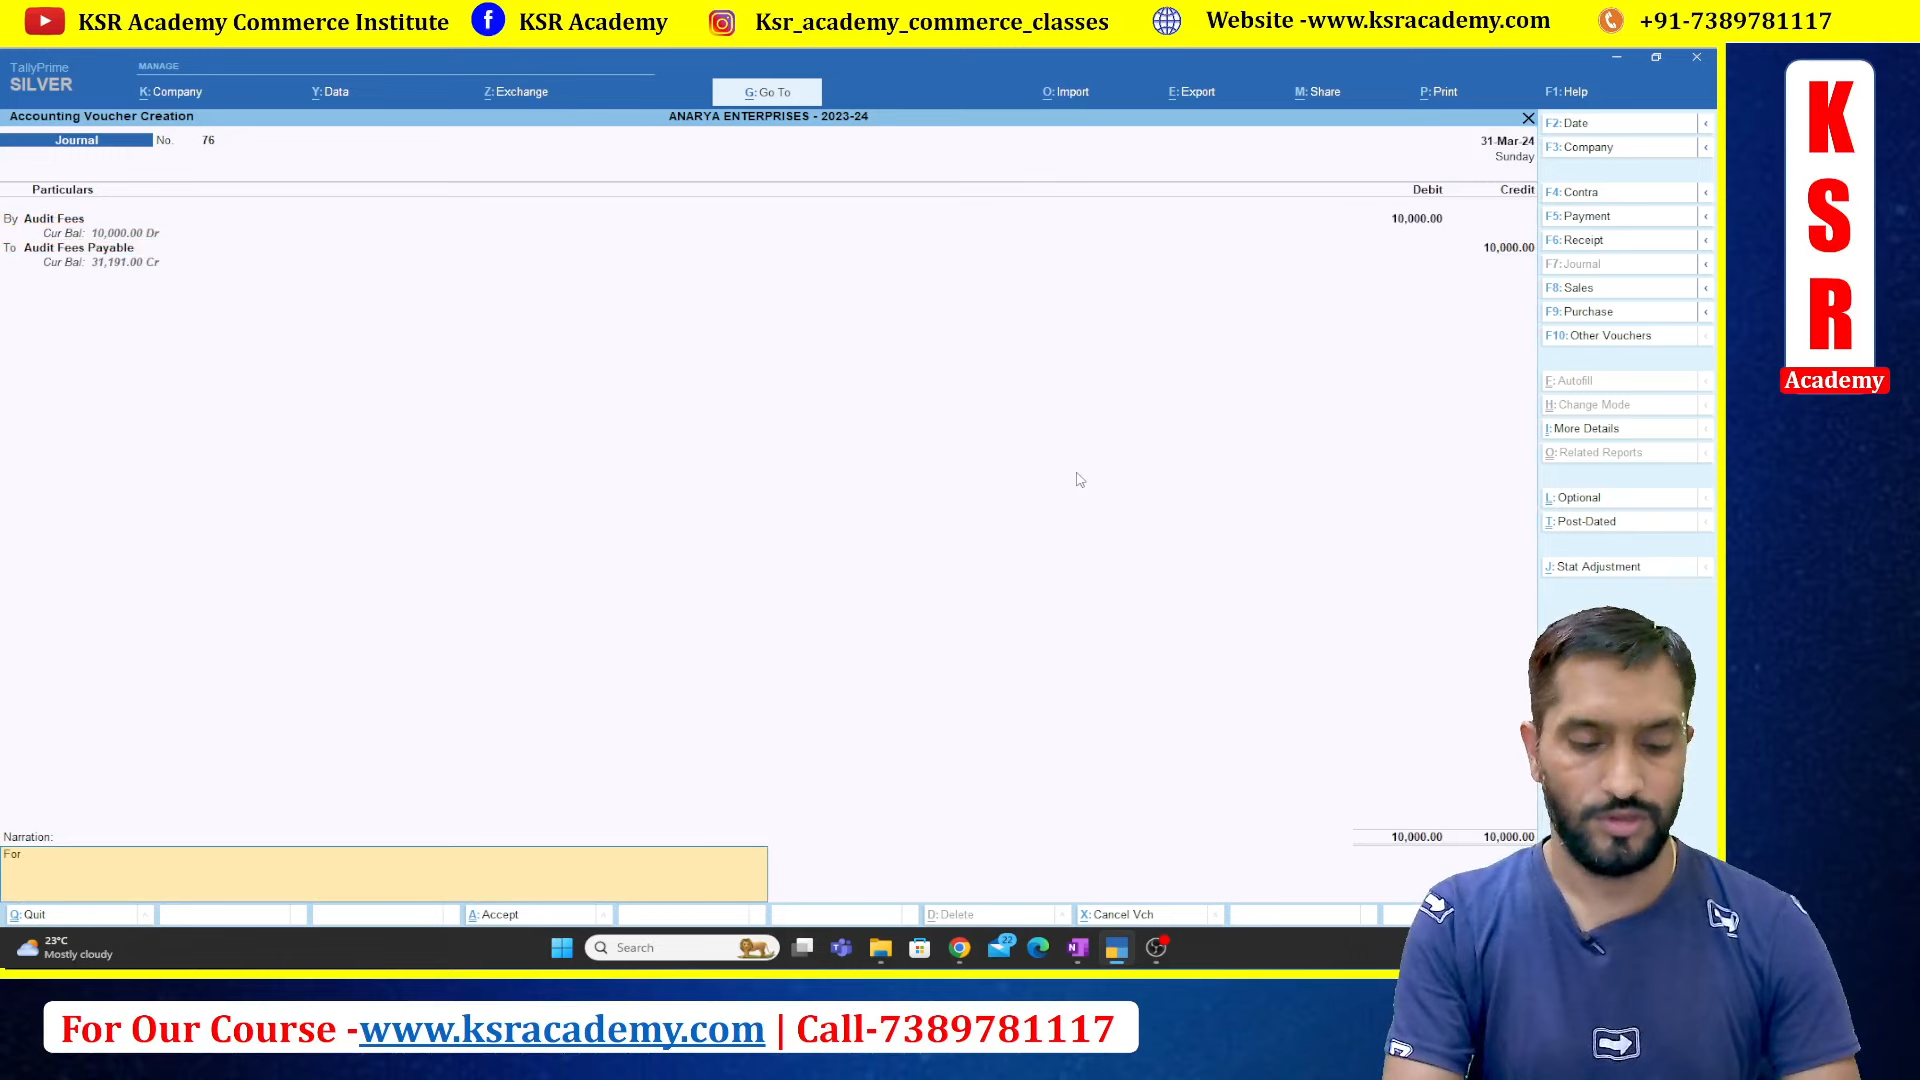 KSR Academy Commerce Institute KSR Academy Ksr_academy_commerce_classes Website -www.ksracademy.com +91-7389781117
TallyPrime
SILVER
MANAGE
K: Company Y: Data Z: Exchange G: Go To O: Import E: Export M: Share P: Print F1: Help
Accounting Voucher Creation ANARYA ENTERPRISES - 2023-24
Journal No. 76 31-Mar-24
Sunday
Particulars Debit Credit
By Audit Fees 10,000.00
Cur Bal: 10,000.00 Dr
To Audit Fees Payable 10,000.00
Cur Bal: 31,191.00 Cr
F2: Date
F3: Company
F4: Contra
F5: Payment
F6: Receipt
F7: Journal
F8: Sales
F9: Purchase
F10: Other Vouchers
F: Autofill
H: Change Mode
I: More Details
O: Related Reports
L: Optional
T: Post-Dated
J: Stat Adjustment
K
S
R
Academy
Narration: 10,000.00 10,000.00
For
Q: Quit A: Accept D: Delete X: Cancel Vch
23°C
Mostly cloudy
Search
22
For Our Course -www.ksracademy.com | Call-7389781117